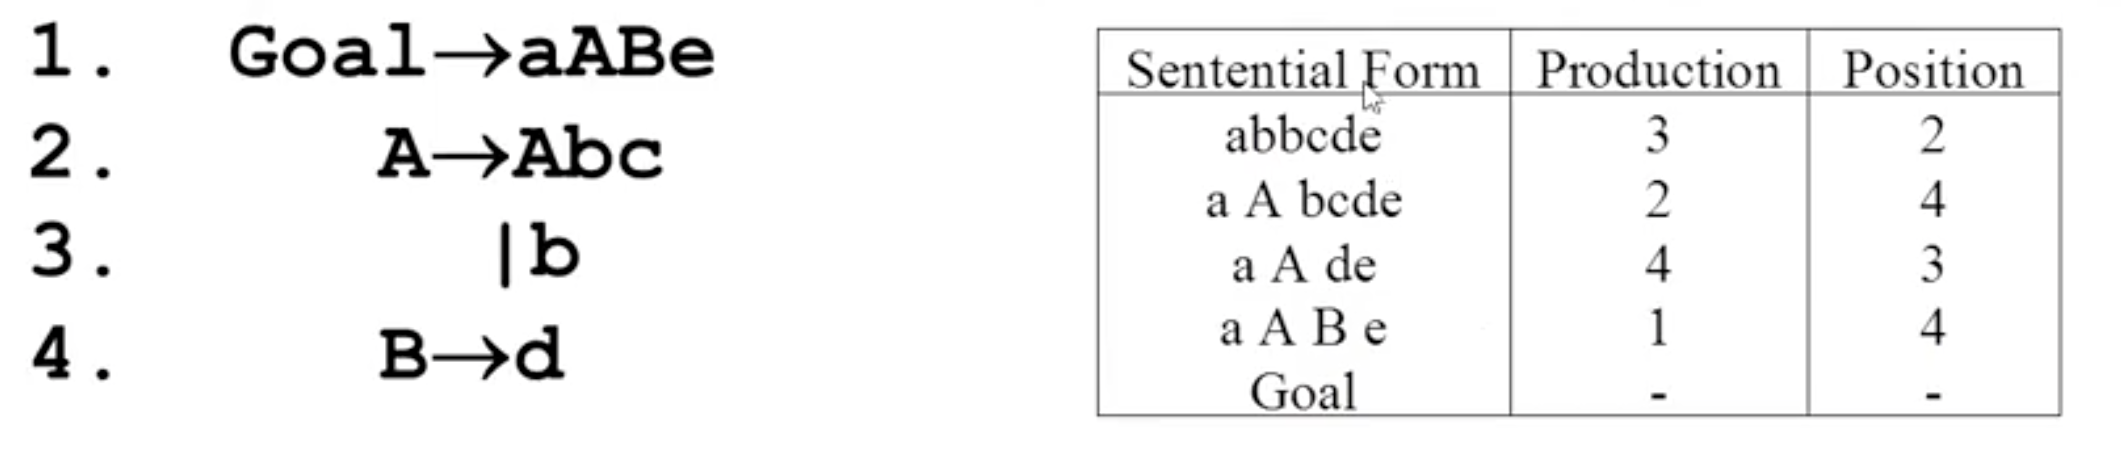 1. Goal→aABe
2. A→Abc
3. |b
4. B→d
Sentential Form Production Position
abbcde 3 2
a A bcde 2 4
a A de 4 3
a A B e 1 4
Goal - -